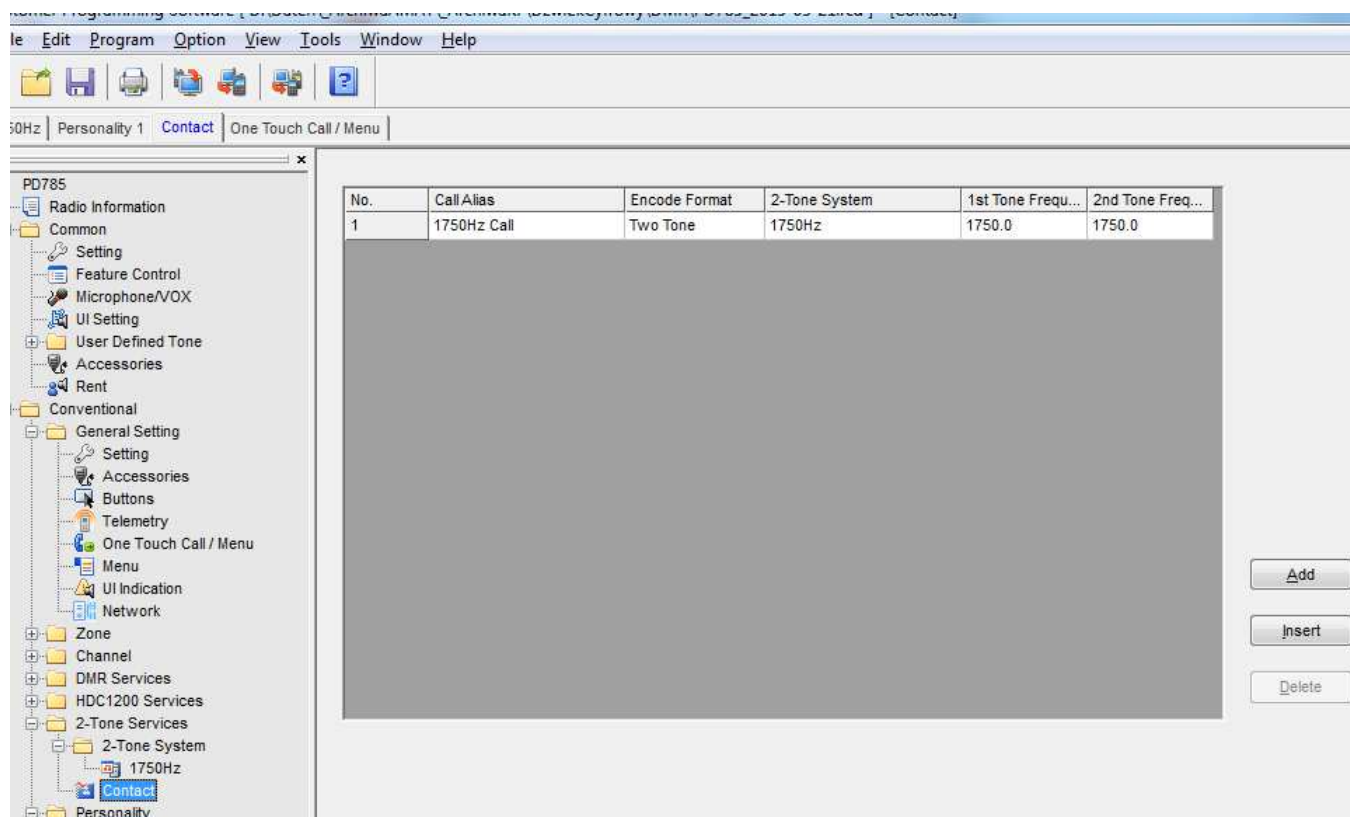 le Edit Program Option View Tools Window Help
50Hz Personality 1 Contact One Touch Call / Menu
x
PD785
Radio Information
Common
Setting
Feature Control
Microphone/VOX
UI Setting
User Defined Tone
Accessories
Rent
Conventional
General Setting
Setting
Accessories
Buttons
Telemetry
One Touch Call / Menu
Menu
UI Indication
Network
Zone
Channel
DMR Services
HDC1200 Services
2-Tone Services
2-Tone System
1750Hz
Contact
Personality
No. Call Alias Encode Format 2-Tone System 1st Tone Frequ... 2nd Tone Freq...
1 1750Hz Call Two Tone 1750Hz 1750.0 1750.0
Add
Insert
Delete